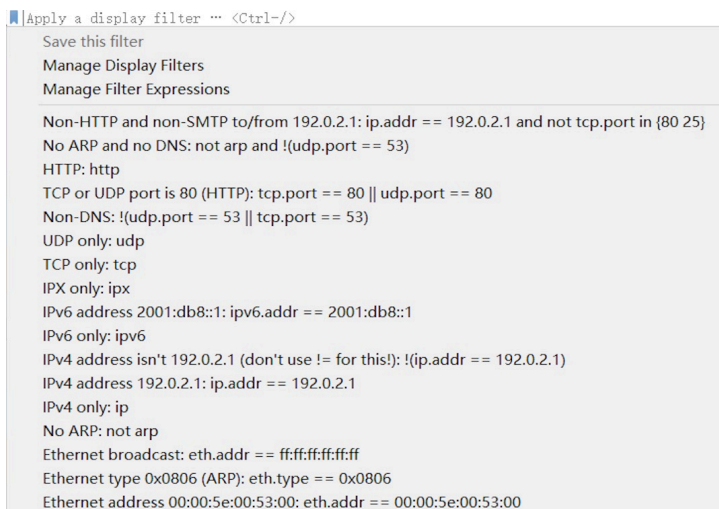 Apply a display filter … <Ctrl-/>
Save this filter
Manage Display Filters
Manage Filter Expressions
Non-HTTP and non-SMTP to/from 192.0.2.1: ip.addr == 192.0.2.1 and not tcp.port in {80 25}
No ARP and no DNS: not arp and !(udp.port == 53)
HTTP: http
TCP or UDP port is 80 (HTTP): tcp.port == 80 || udp.port == 80
Non-DNS: !(udp.port == 53 || tcp.port == 53)
UDP only: udp
TCP only: tcp
IPX only: ipx
IPv6 address 2001:db8::1: ipv6.addr == 2001:db8::1
IPv6 only: ipv6
IPv4 address isn't 192.0.2.1 (don't use != for this!): !(ip.addr == 192.0.2.1)
IPv4 address 192.0.2.1: ip.addr == 192.0.2.1
IPv4 only: ip
No ARP: not arp
Ethernet broadcast: eth.addr == ff:ff:ff:ff:ff:ff
Ethernet type 0x0806 (ARP): eth.type == 0x0806
Ethernet address 00:00:5e:00:53:00: eth.addr == 00:00:5e:00:53:00